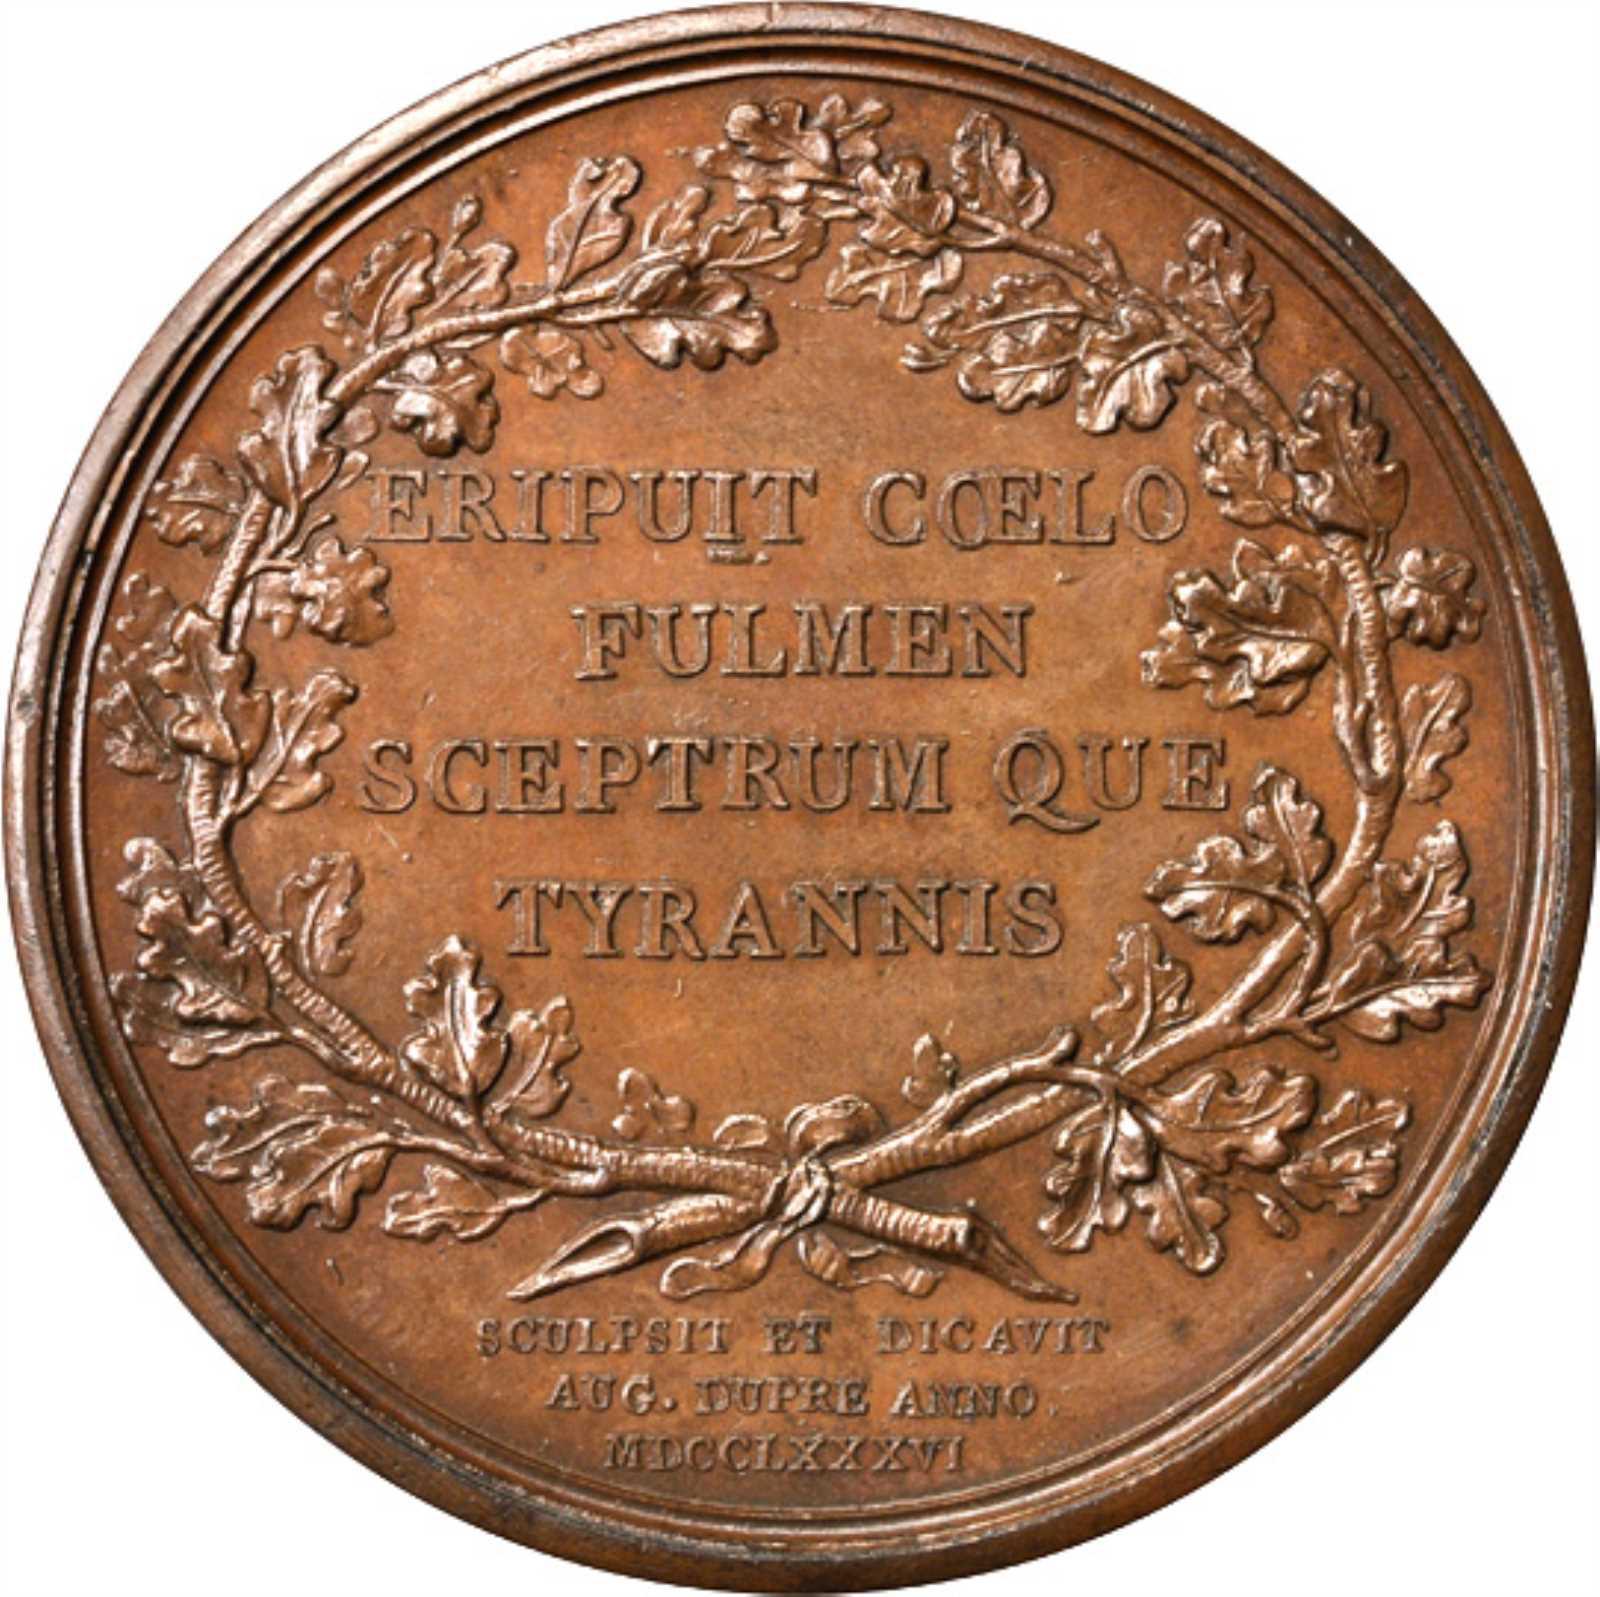 ERIPUIT CŒLO
FULMEN
SCEPTRUM QUE
TYRANNIS
SCULPSIT ET DICAVIT
AUG. DUPRE ANNO
MDCCLXXXVI